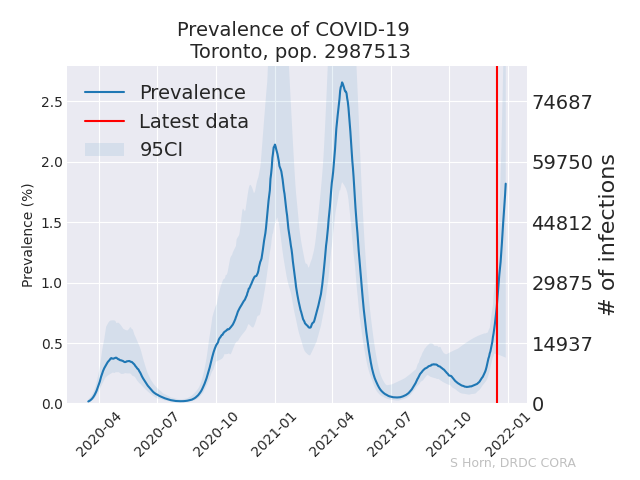 Prevalence of COVID-19
Toronto, pop. 2987513
Prevalence
Latest data
95CI
Prevalence (%)
2.5
2.0
1.5
1.0
0.5
0.0
74687
59750
44812
29875
14937
0
# of infections
2020-04
2020-07
2020-10
2021-01
2021-04
2021-07
2021-10
2022-01
S Horn, DRDC CORA